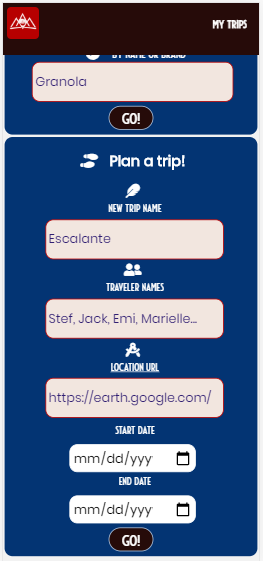 MY TRIPS
BY NAME OR BRAND
Granola
GO!
Plan a trip!
NEW TRIP NAME
Escalante
TRAVELER NAMES
Stef, Jack, Emi, Marielle...
LOCATION URL
https://earth.google.com/
START DATE
mm/dd/yyy
END DATE
mm/dd/yyy
GO!